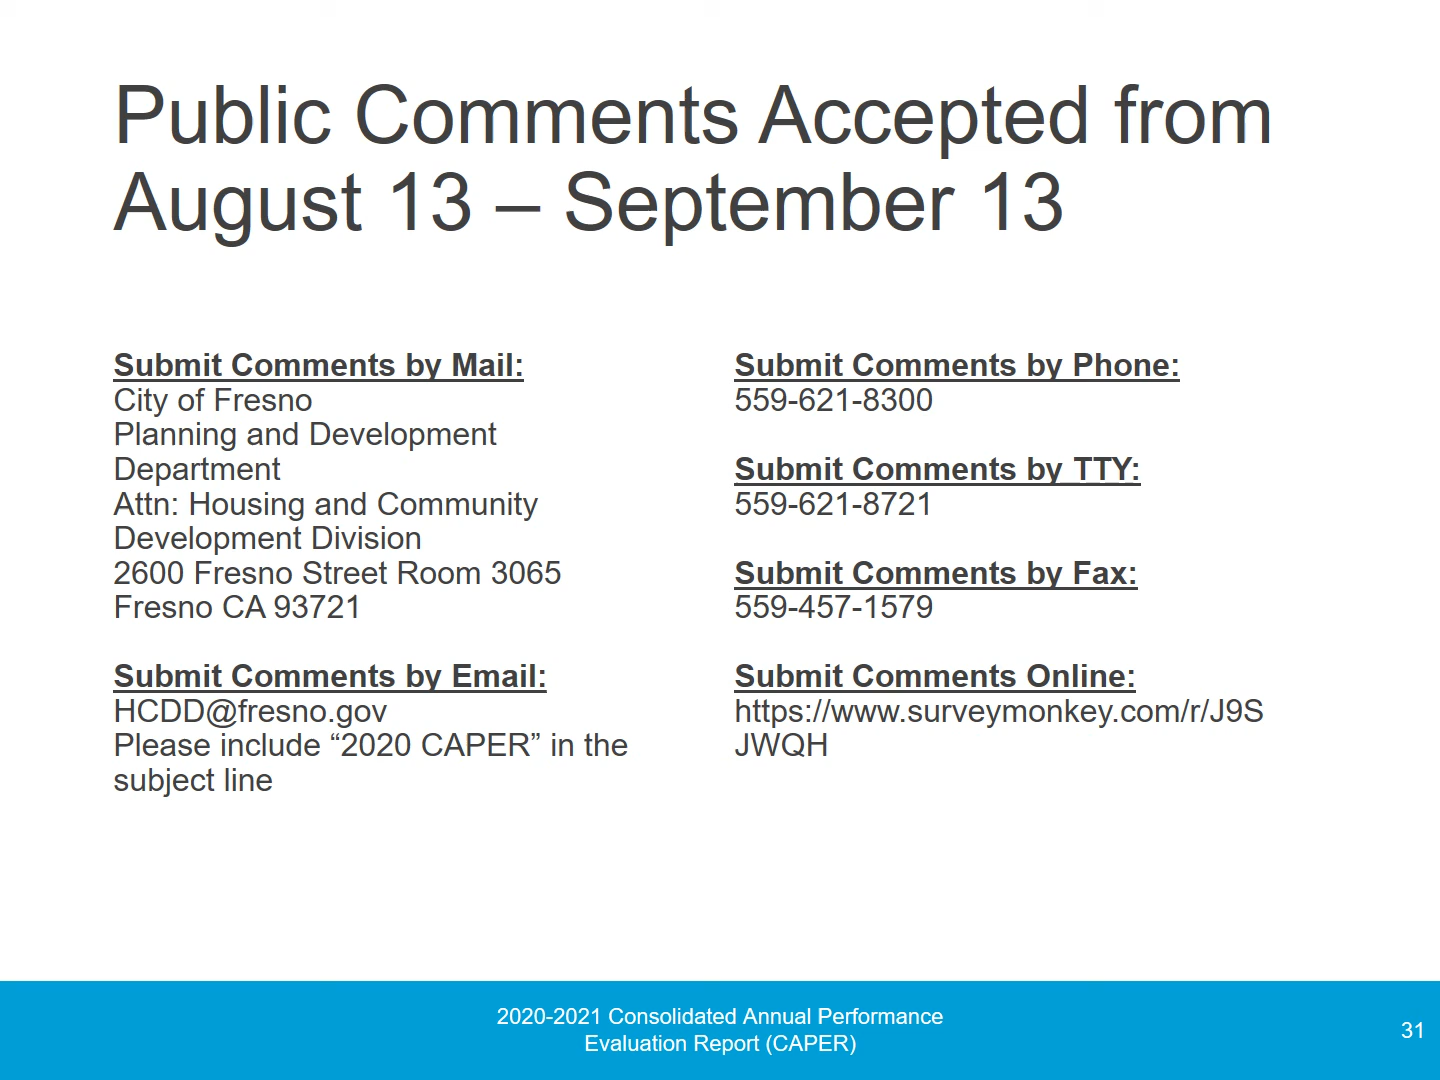 Public Comments Accepted from
August 13 – September 13
Submit Comments by Mail:
City of Fresno
Planning and Development
Department
Attn: Housing and Community
Development Division
2600 Fresno Street Room 3065
Fresno CA 93721
Submit Comments by Email:
HCDD@fresno.gov
Please include “2020 CAPER” in the
subject line
Submit Comments by Phone:
559-621-8300
Submit Comments by TTY:
559-621-8721
Submit Comments by Fax:
559-457-1579
Submit Comments Online:
https://www.surveymonkey.com/r/J9S
JWQH
2020-2021 Consolidated Annual Performance
Evaluation Report (CAPER)
31